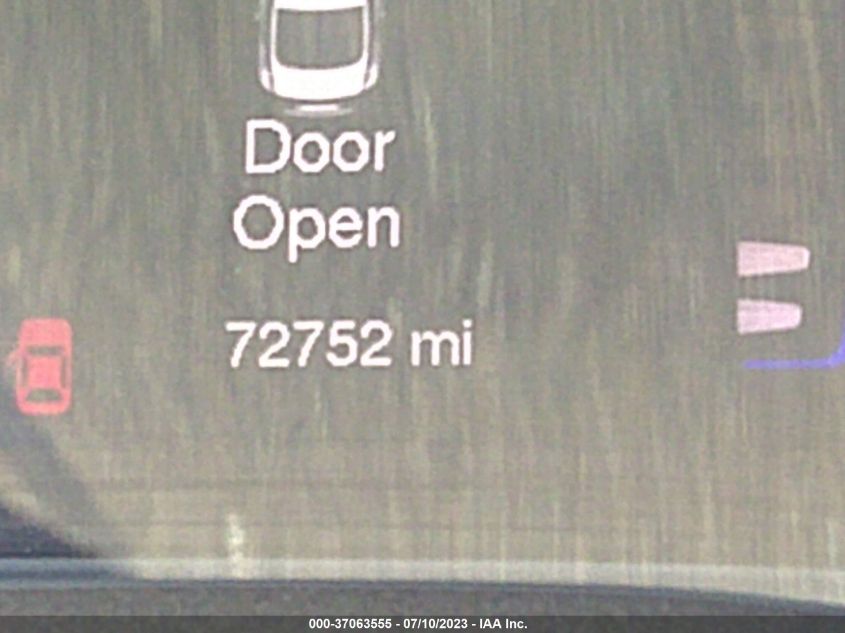 Door
Open
72752 mi
000-37063555 - 07/10/2023 - IAA Inc.